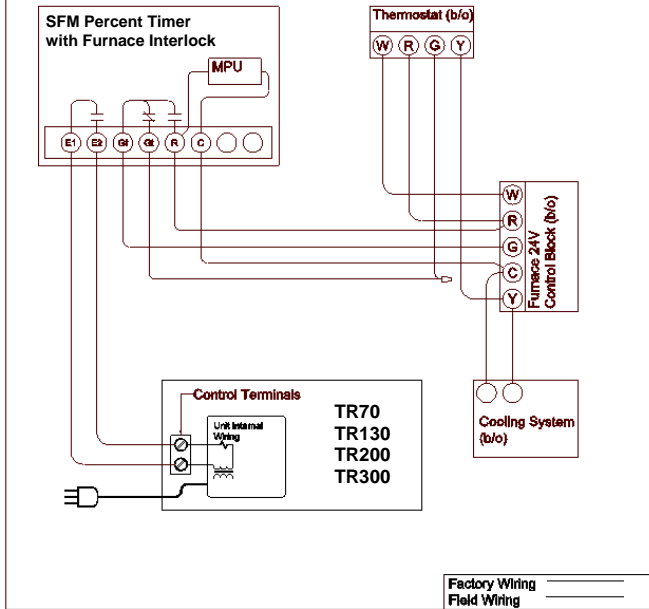 SFM Percent Timer
with Furnace Interlock
MPU
E1 E2 Gf Gt R C
Thermostat (b/o)
W R G Y
W
R
G
C
Y
Furnace 24V
Control Block (b/o)
Control Terminals
Unit Internal
Wiring
TR70
TR130
TR200
TR300
Cooling System
(b/o)
Factory Wiring
Field Wiring